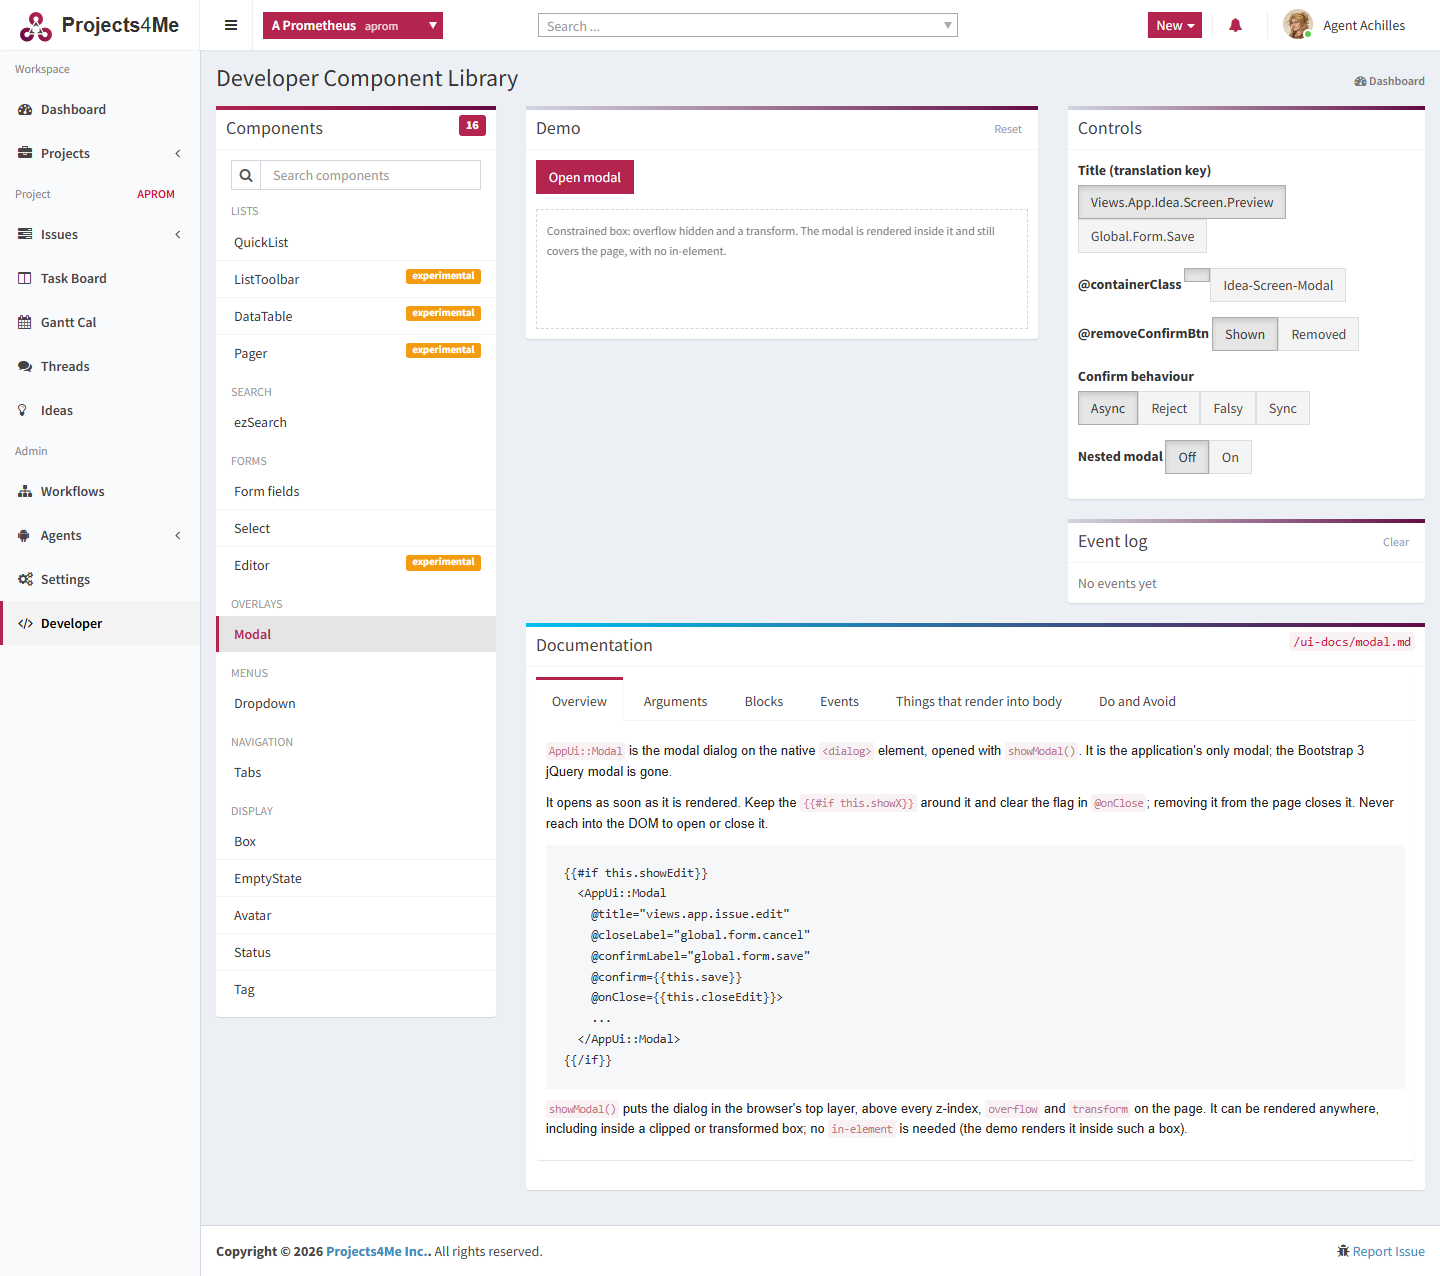 Projects4Me
A Prometheus aprom
Search ...
New
Agent Achilles
Workspace
Dashboard
Projects
Project APROM
Issues
Task Board
Gantt Cal
Threads
Ideas
Admin
Workflows
Agents
Settings
Developer
Developer Component Library
Dashboard
Components 16
Search components
LISTS
QuickList
ListToolbar experimental
DataTable experimental
Pager experimental
SEARCH
ezSearch
FORMS
Form fields
Select
Editor experimental
OVERLAYS
Modal
MENUS
Dropdown
NAVIGATION
Tabs
DISPLAY
Box
EmptyState
Avatar
Status
Tag
Demo Reset
Open modal
Constrained box: overflow hidden and a transform. The modal is rendered inside it and still
covers the page, with no in-element.
Controls
Title (translation key)
Views.App.Idea.Screen.Preview
Global.Form.Save
@containerClass Idea-Screen-Modal
@removeConfirmBtn Shown Removed
Confirm behaviour
Async Reject Falsy Sync
Nested modal Off On
Event log Clear
No events yet
Documentation /ui-docs/modal.md
Overview Arguments Blocks Events Things that render into body Do and Avoid
AppUi::Modal is the modal dialog on the native <dialog> element, opened with showModal(). It is the application's only modal; the Bootstrap 3
jQuery modal is gone.
It opens as soon as it is rendered. Keep the {{#if this.showX}} around it and clear the flag in @onClose; removing it from the page closes it. Never
reach into the DOM to open or close it.
{{#if this.showEdit}}
<AppUi::Modal
@title="views.app.issue.edit"
@closeLabel="global.form.cancel"
@confirmLabel="global.form.save"
@confirm={{this.save}}
@onClose={{this.closeEdit}}>
...
</AppUi::Modal>
{{/if}}
showModal() puts the dialog in the browser's top layer, above every z-index, overflow and transform on the page. It can be rendered anywhere,
including inside a clipped or transformed box; no in-element is needed (the demo renders it inside such a box).
Copyright © 2026 Projects4Me Inc.. All rights reserved.
Report Issue